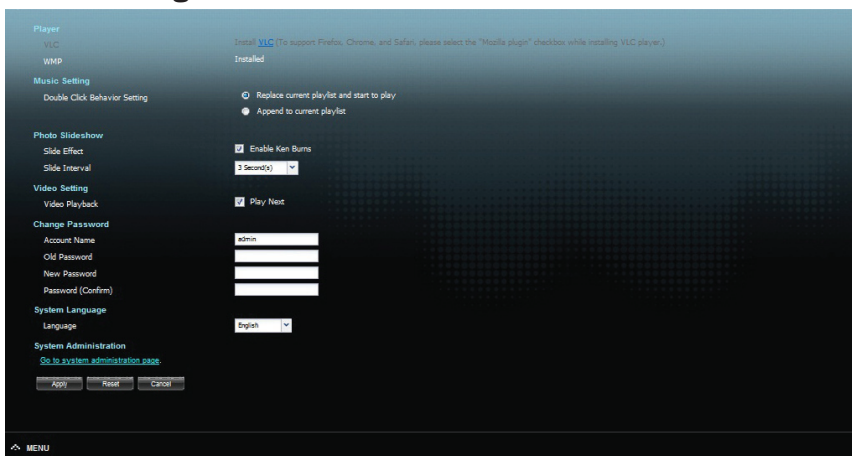 Player
VLC Install VLC (To support Firefox, Chrome, and Safari, please select the "Mozilla plugin" checkbox while installing VLC player.)
WMP Installed
Music Setting
Double Click Behavior Setting Replace current playlist and start to play
Append to current playlist
Photo Slideshow
Slide Effect Enable Ken Burns
Slide Interval 3 Second(s)
Video Setting
Video Playback Play Next
Change Password
Account Name admin
Old Password
New Password
Password (Confirm)
System Language
Language English
System Administration
Go to system administration page.
Apply Reset Cancel
MENU